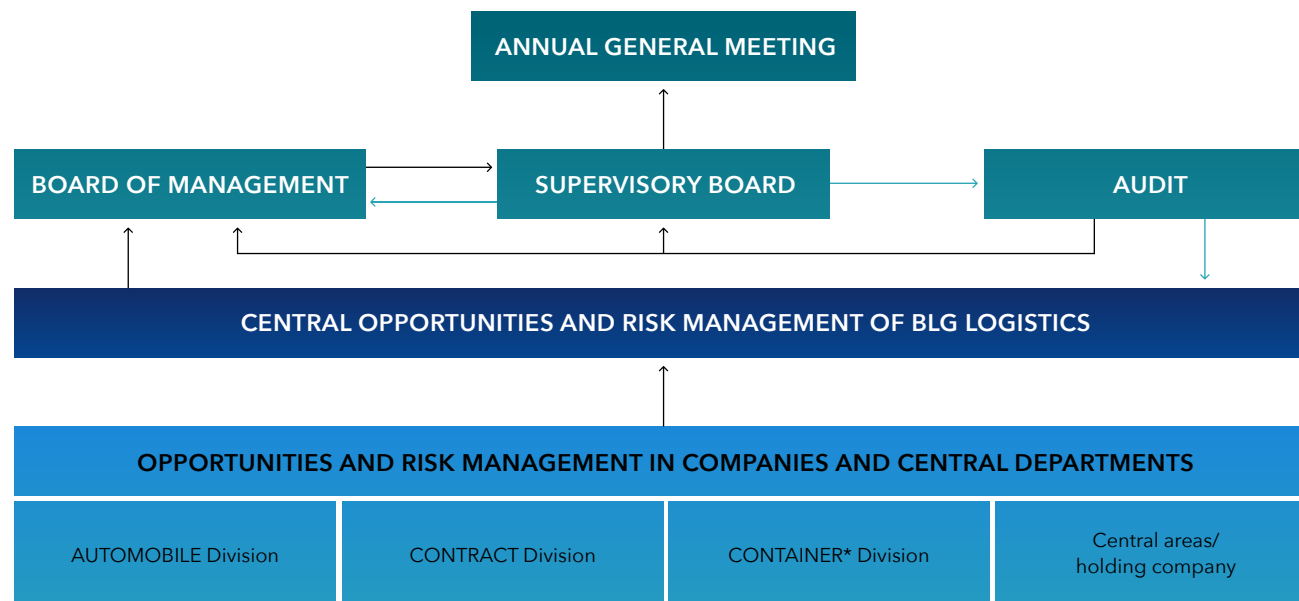 ANNUAL GENERAL MEETING
BOARD OF MANAGEMENT
SUPERVISORY BOARD
AUDIT
CENTRAL OPPORTUNITIES AND RISK MANAGEMENT OF BLG LOGISTICS
OPPORTUNITIES AND RISK MANAGEMENT IN COMPANIES AND CENTRAL DEPARTMENTS
AUTOMOBILE Division
CONTRACT Division
CONTAINER* Division
Central areas/
holding company